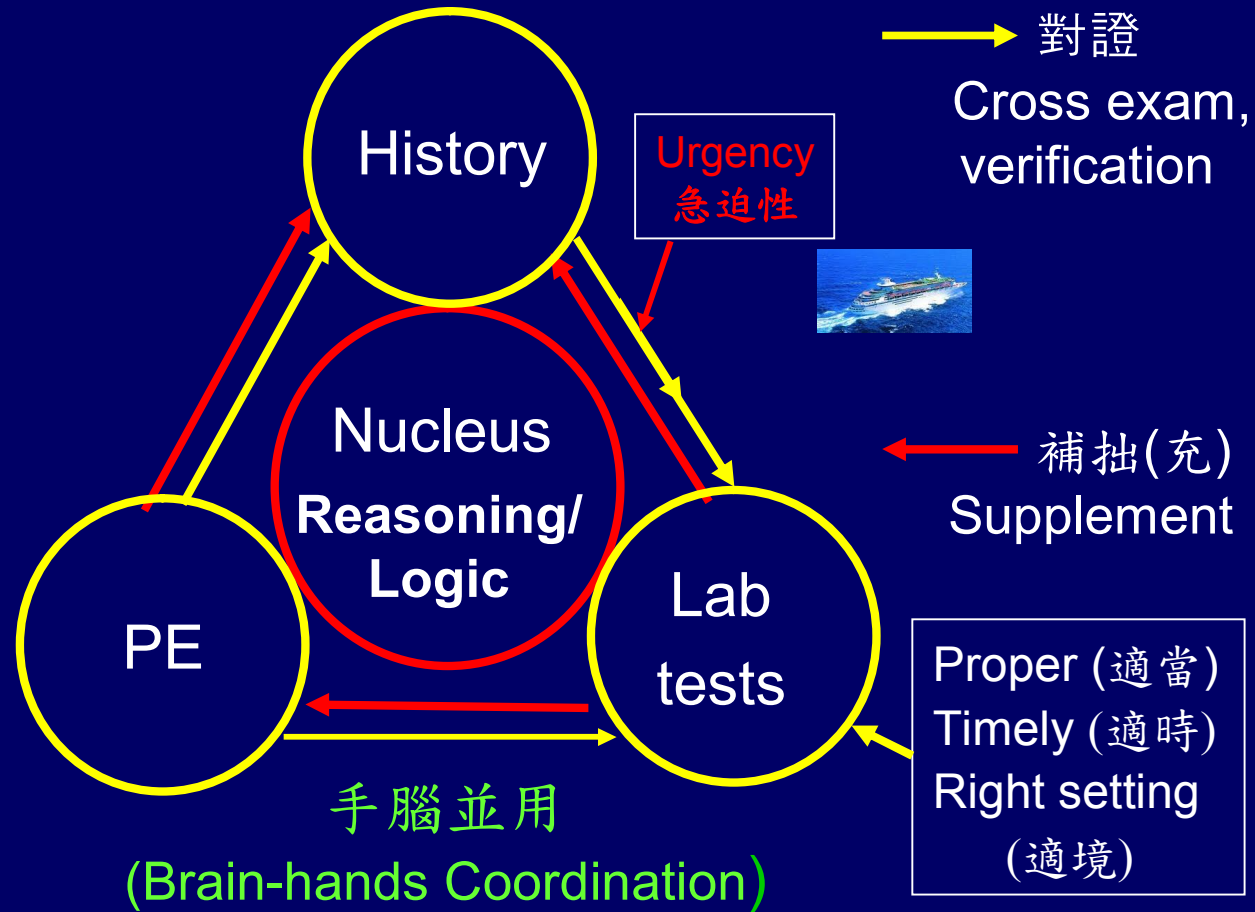 History
Urgency
急迫性
對證
Cross exam,
verification
Nucleus
Reasoning/
Logic
補拙(充)
Supplement
PE
Lab
tests
Proper (適當)
Timely (適時)
Right setting
(適境)
手腦並用
(Brain-hands Coordination)